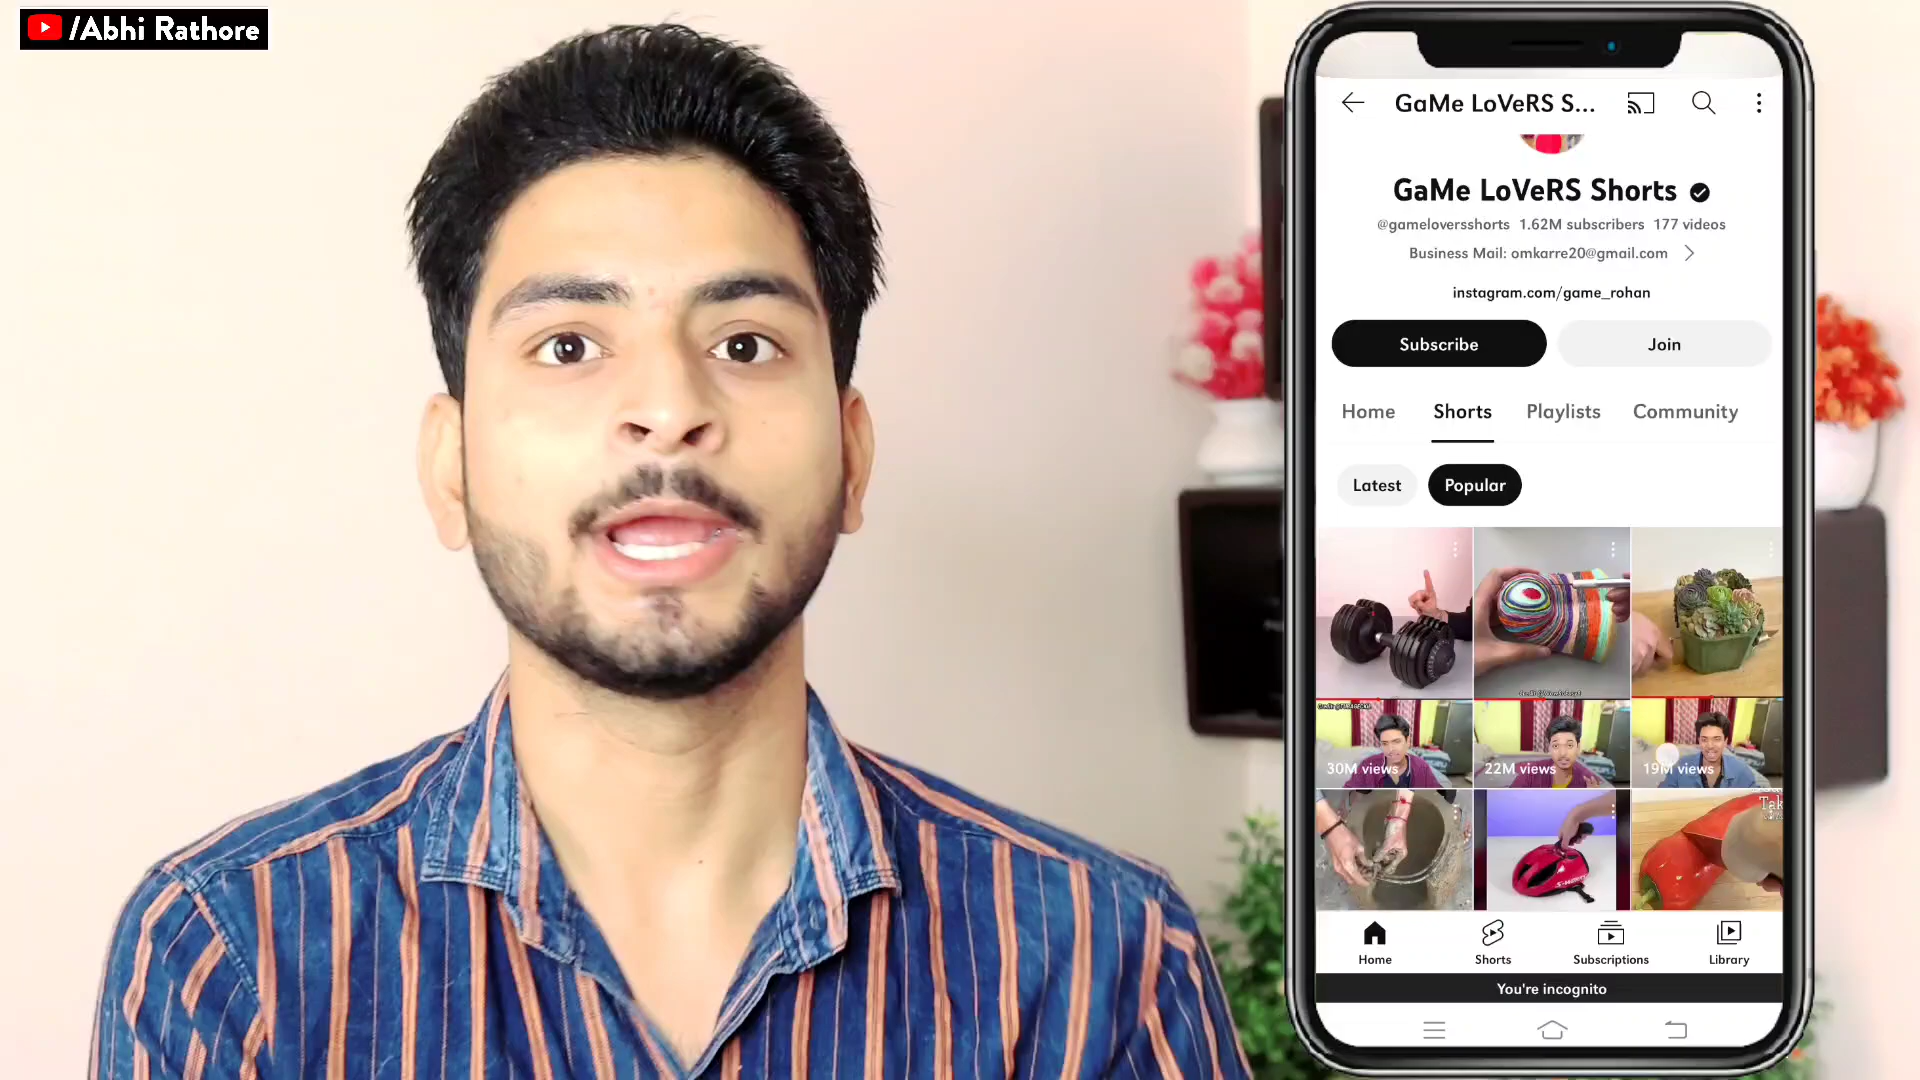 /Abhi Rathore
GaMe LoVeRS S...
GaMe LoVeRS Shorts
@gameloversshorts 1.62M subscribers 177 videos
Business Mail: omkarre20@gmail.com
instagram.com/game_rohan
Subscribe Join
Home Shorts Playlists Community
Latest Popular
30M views 22M views 19M views
Tak
Home Shorts Subscriptions Library
You're incognito